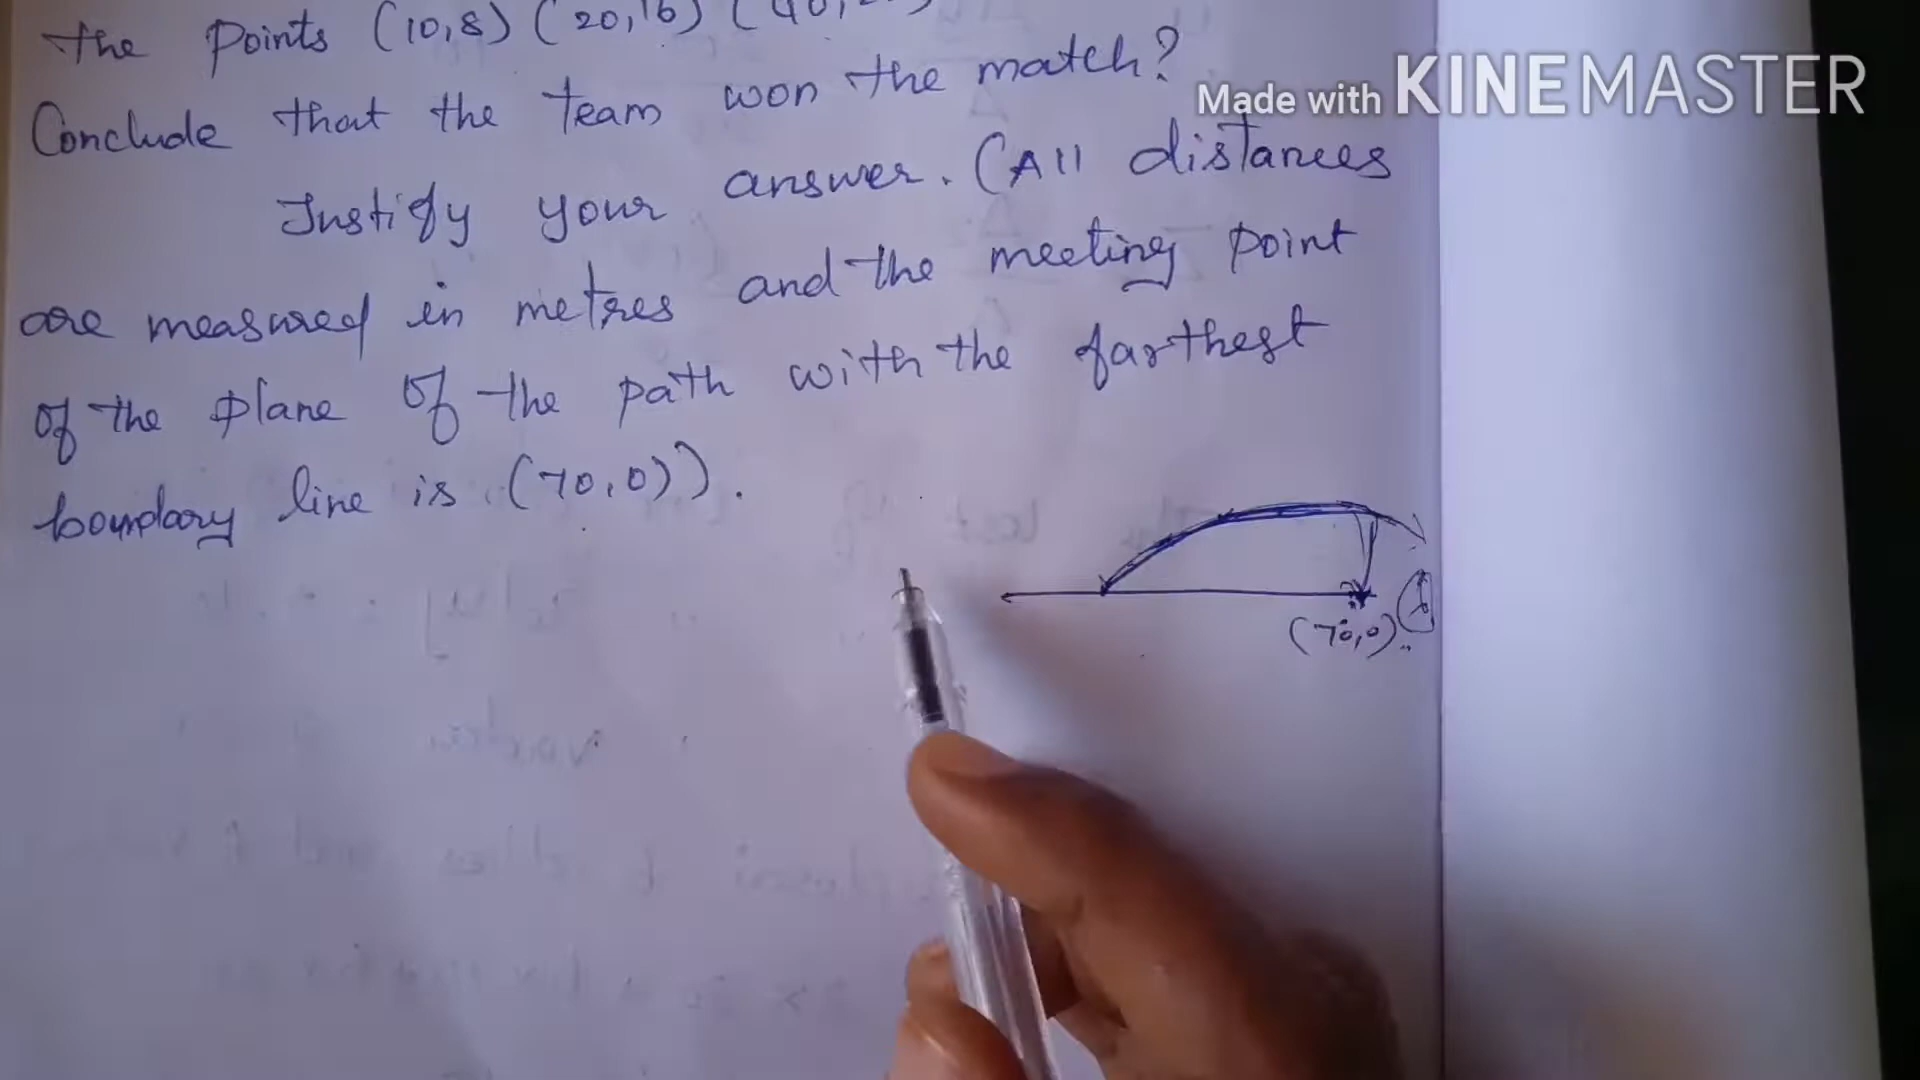 the points (10,8) (20,16) (40,
Made with KINEMASTER
Conclude that the team won the match?
Justify your answer. (All distances
are measured in metres and the meeting point
of the plane of the path with the farthest
boundary line is (70,0)).
(70,0)